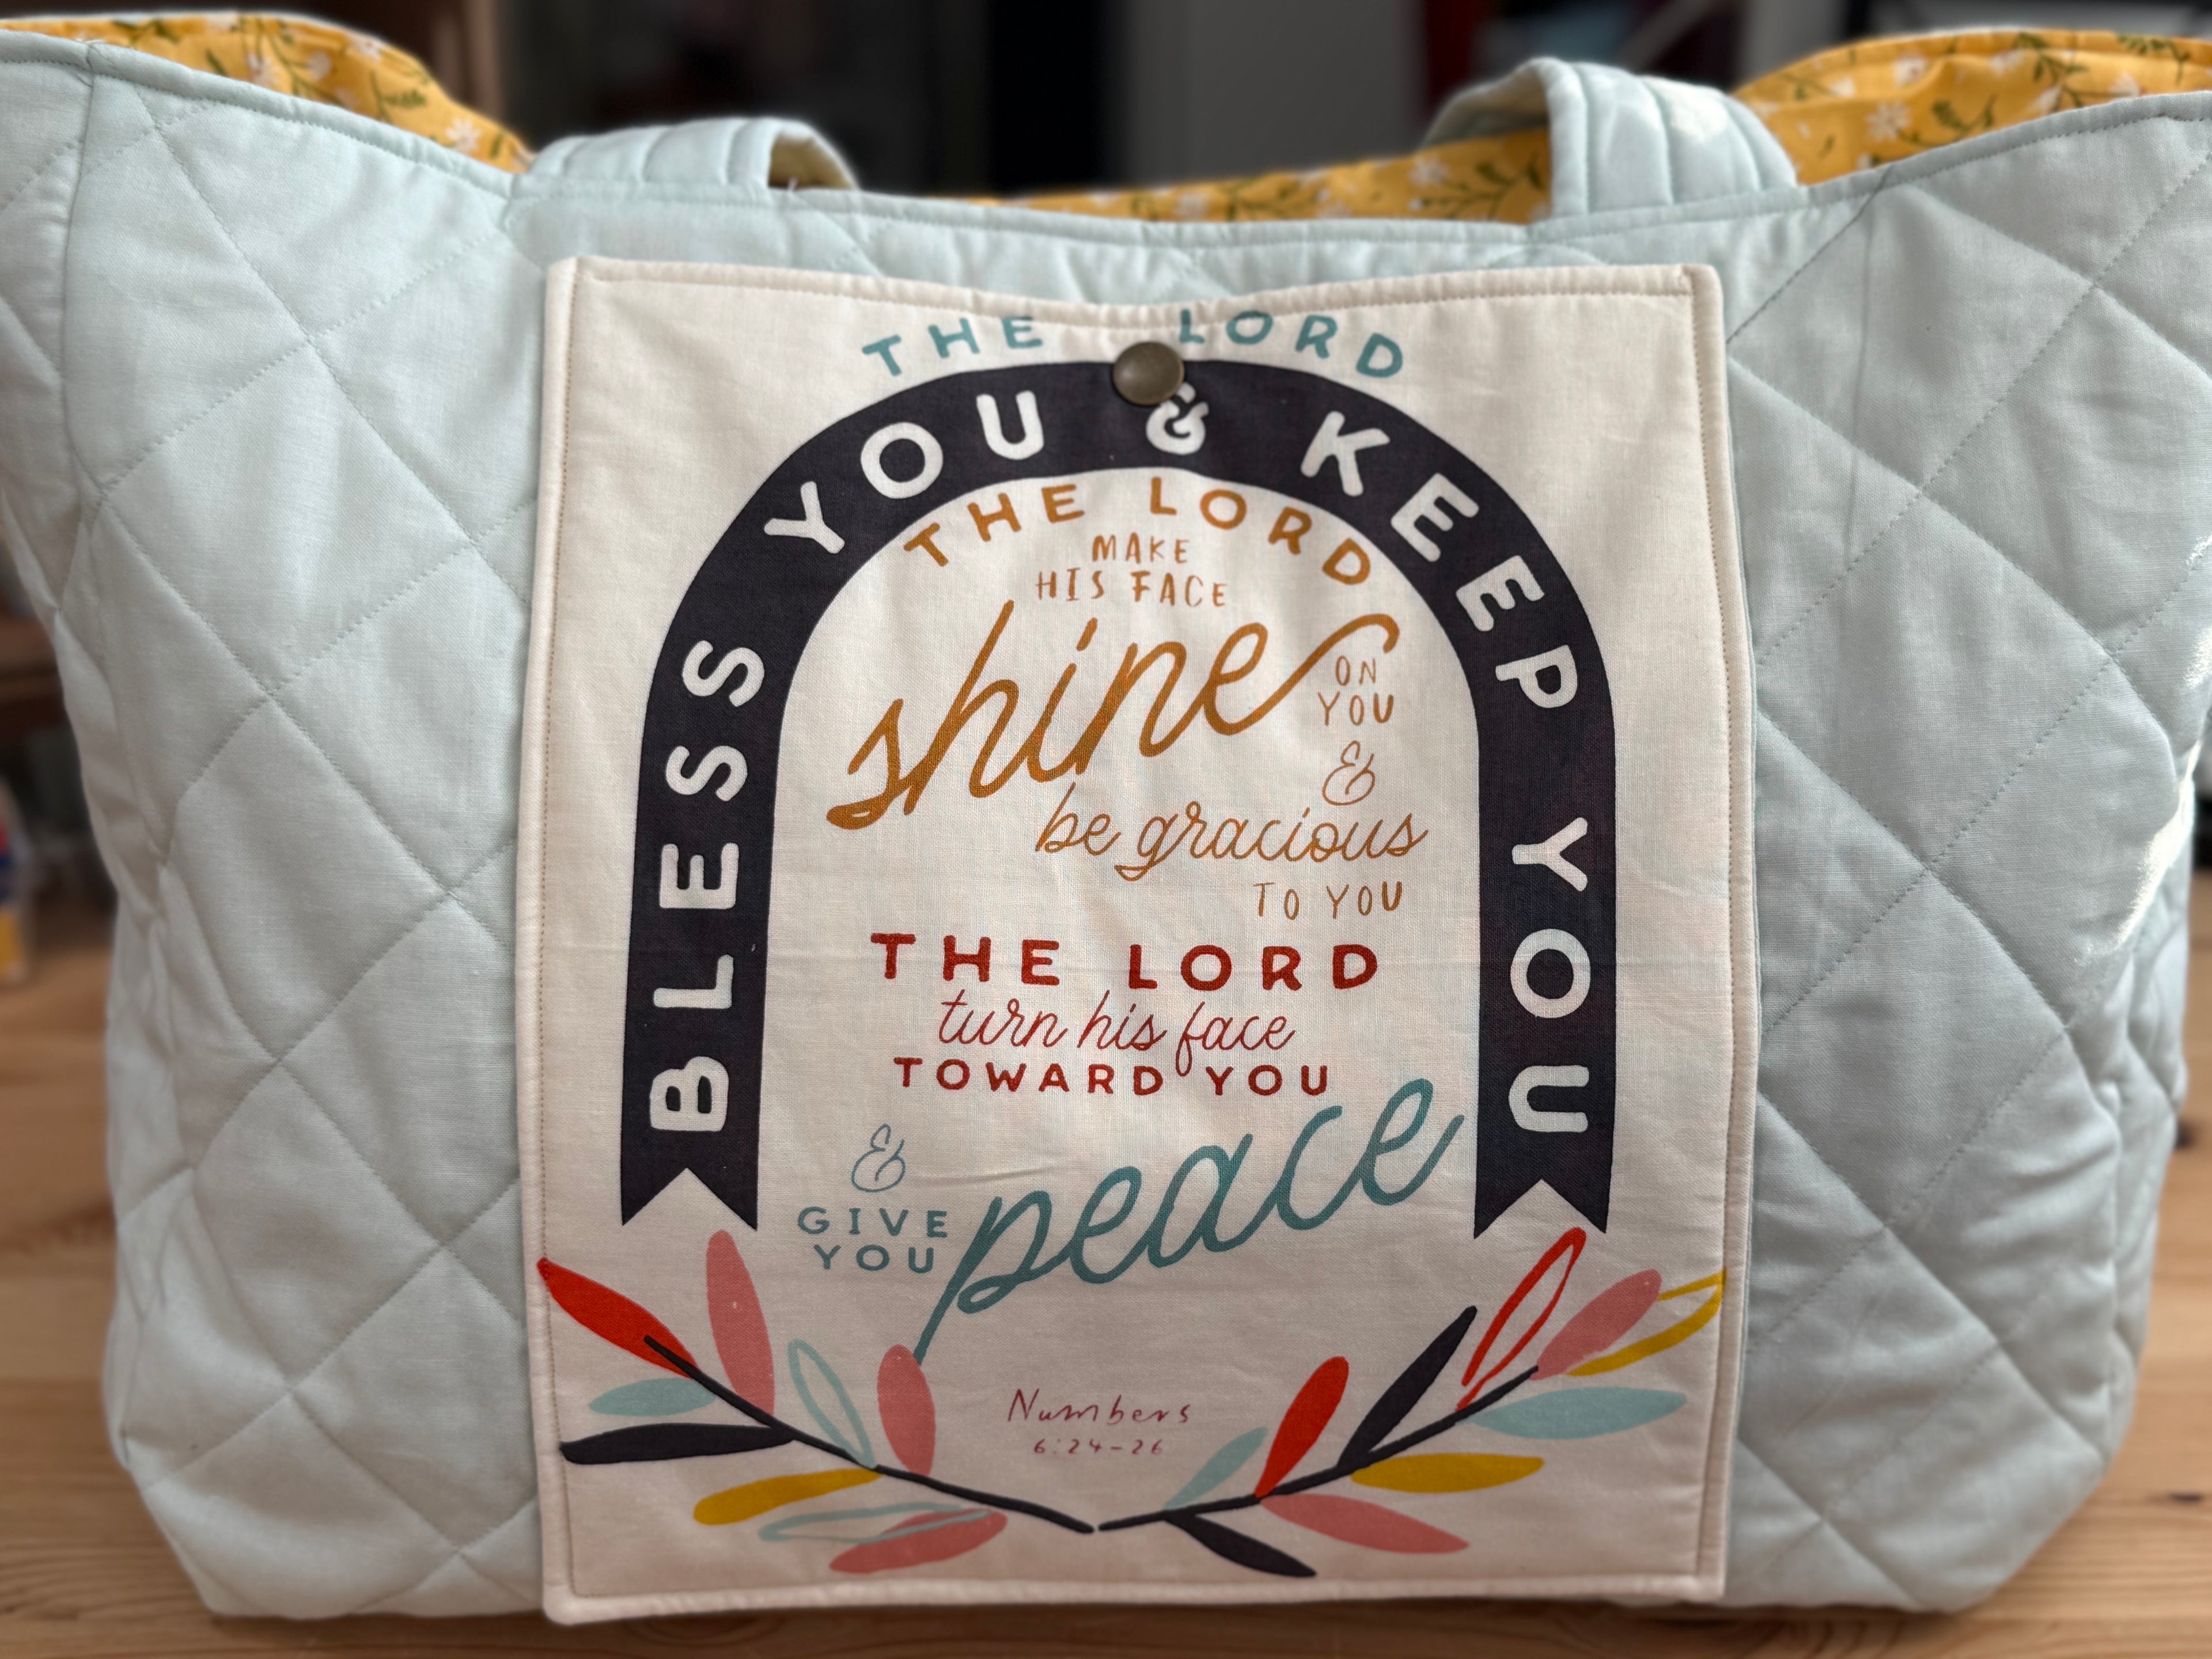 THE LORD
BLESS YOU & KEEP YOU
THE LORD
MAKE
HIS FACE
shine
ON
YOU
&
be gracious
TO YOU
THE LORD
turn his face
TOWARD YOU
&
GIVE
YOU
peace
Numbers
6:24-26